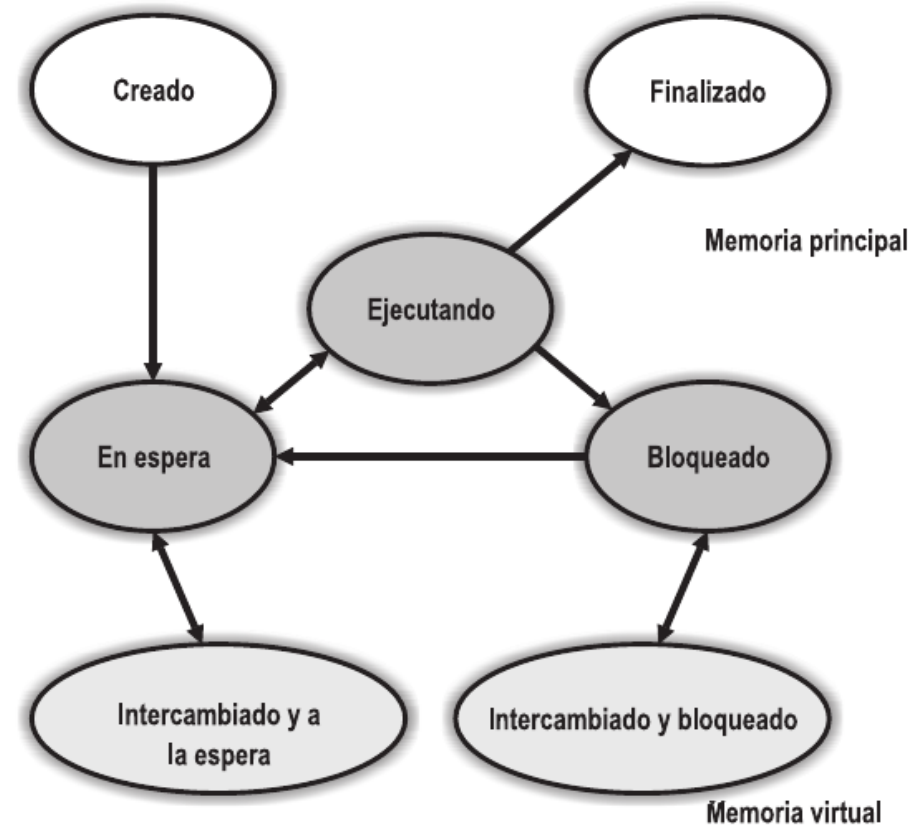 Creado
Finalizado
Memoria principal
Ejecutando
En espera
Bloqueado
Intercambiado y a
la espera
Intercambiado y bloqueado
Memoria virtual